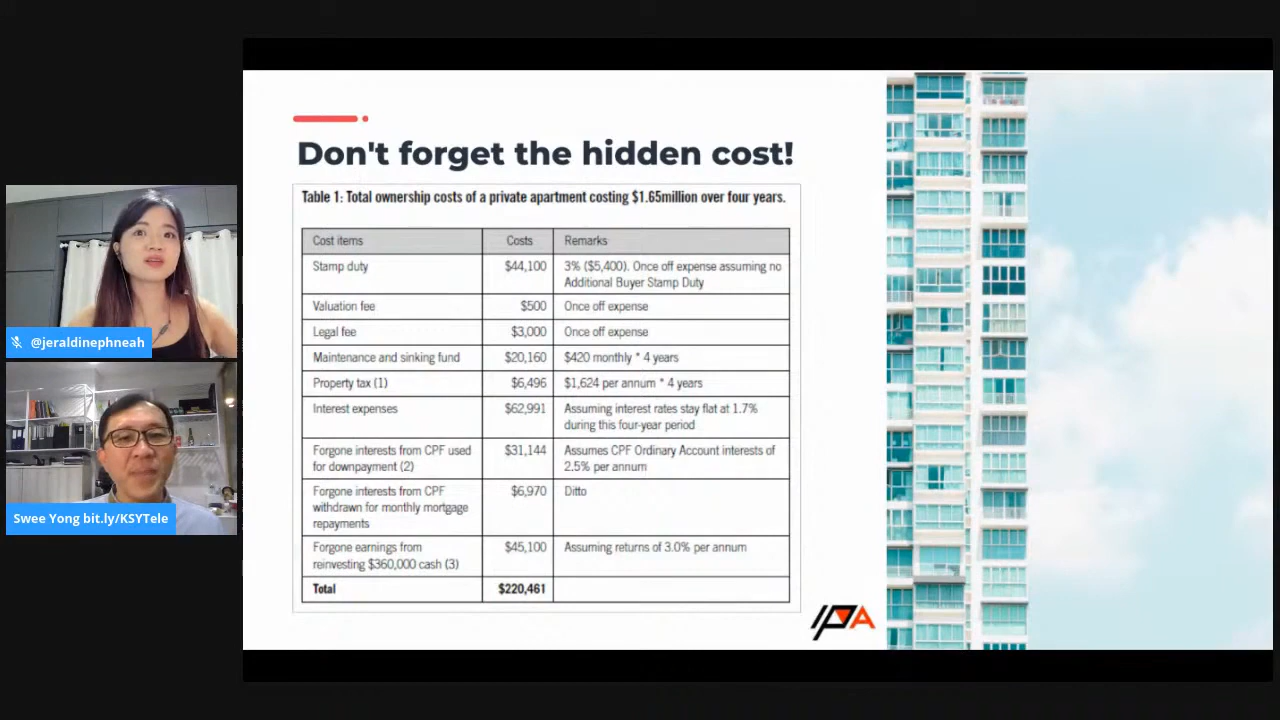 Don't forget the hidden cost!
Table 1: Total ownership costs of a private apartment costing $1.65million over four years.
Cost items Costs Remarks
Stamp duty $44,100 3% ($5,400). Once off expense assuming no
Additional Buyer Stamp Duty
Valuation fee $500 Once off expense
Legal fee $3,000 Once off expense
Maintenance and sinking fund $20,160 $420 monthly * 4 years
Property tax (1) $6,496 $1,624 per annum * 4 years
Interest expenses $62,991 Assuming interest rates stay flat at 1.7%
during this four-year period
Forgone interests from CPF used $31,144 Assumes CPF Ordinary Account interests of
for downpayment (2) 2.5% per annum
Forgone interests from CPF $6,970 Ditto
withdrawn for monthly mortgage
repayments
Forgone earnings from $45,100 Assuming returns of 3.0% per annum
reinvesting $360,000 cash (3)
Total $220,461
IPA
@jeraldinephneah
Swee Yong bit.ly/KSYTele